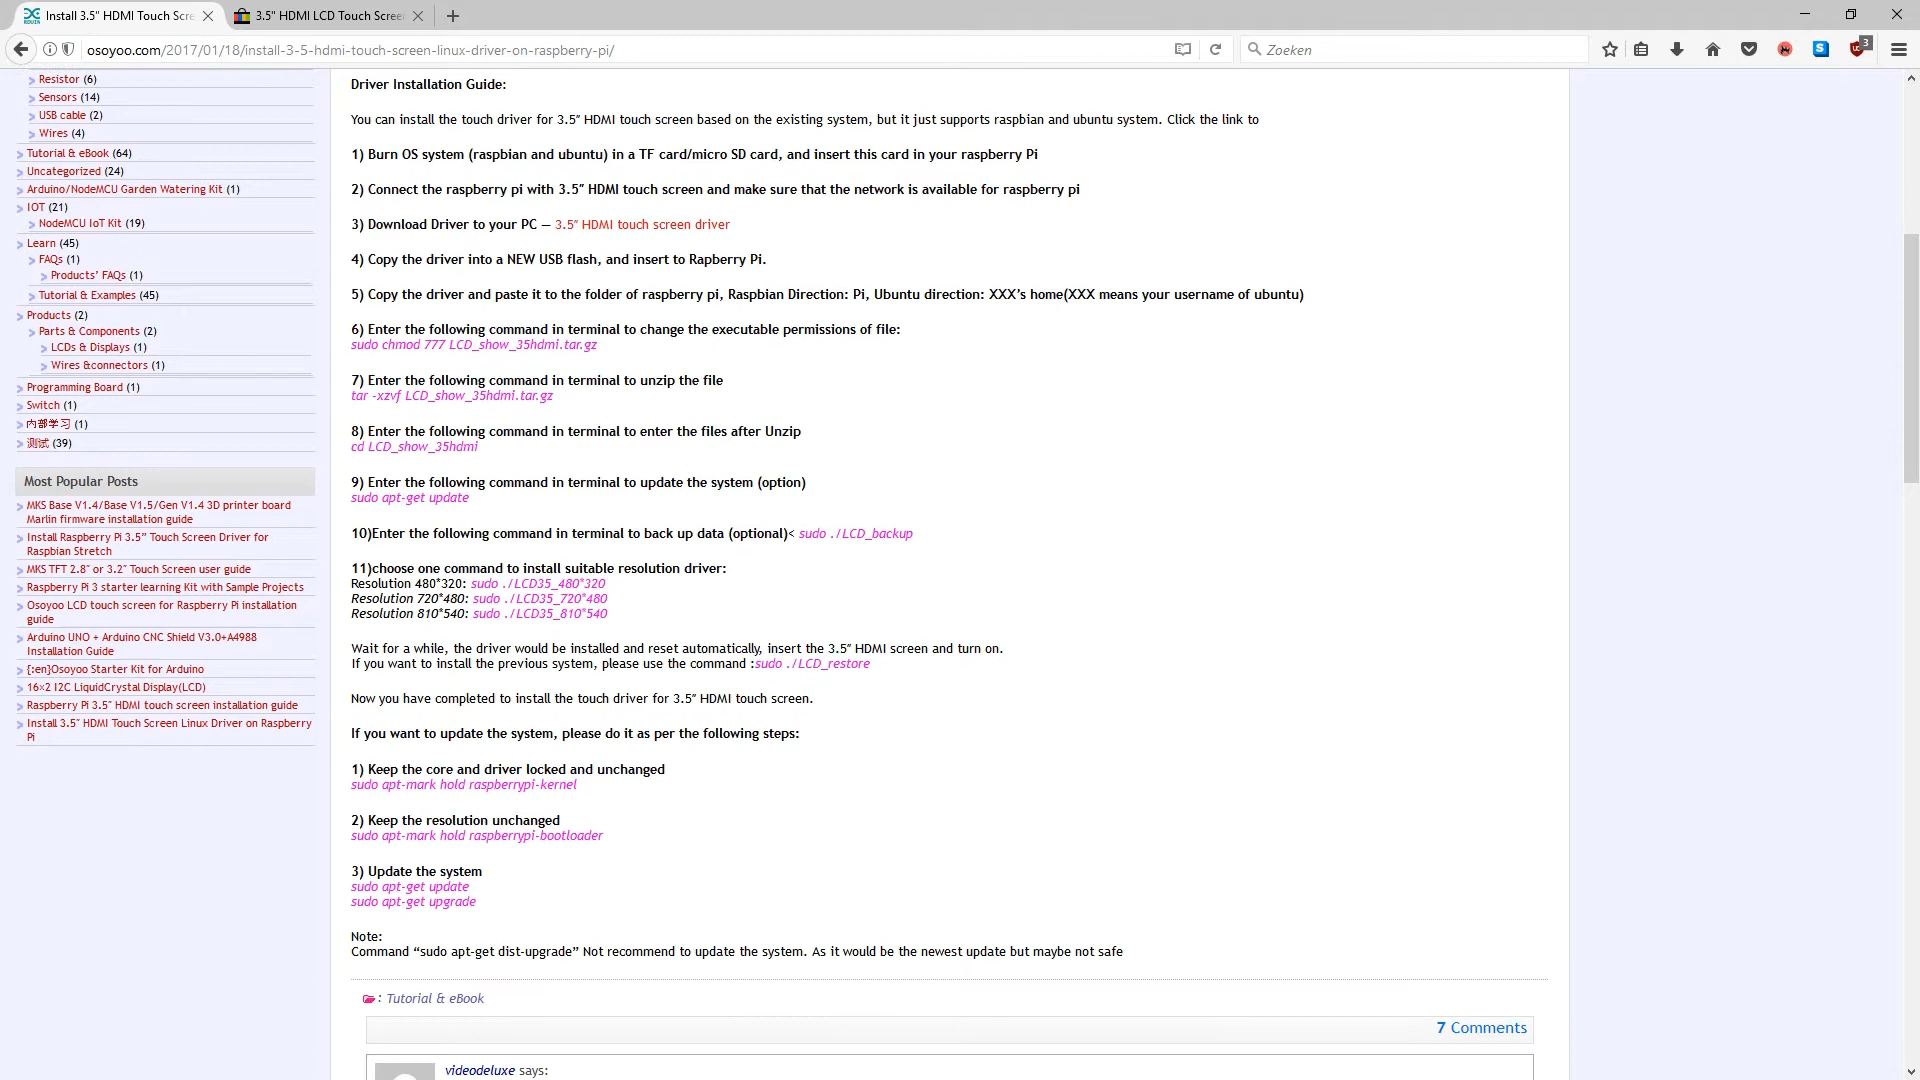 Install 3.5" HDMI Touch Scre
3.5" HDMI LCD Touch Scree
osoyoo.com/2017/01/18/install-3-5-hdmi-touch-screen-linux-driver-on-raspberry-pi/
Zoeken
3
Resistor (6)
Sensors (14)
USB cable (2)
Wires (4)
Tutorial & eBook (64)
Uncategorized (24)
Arduino/NodeMCU Garden Watering Kit (1)
IOT (21)
NodeMCU IoT Kit (19)
Learn (45)
FAQs (1)
Products' FAQs (1)
Tutorial & Examples (45)
Products (2)
Parts & Components (2)
LCDs & Displays (1)
Wires &connectors (1)
Programming Board (1)
Switch (1)
内部学习 (1)
测试 (39)
Most Popular Posts
MKS Base V1.4/Base V1.5/Gen V1.4 3D printer board
Marlin firmware installation guide
Install Raspberry Pi 3.5” Touch Screen Driver for
Raspbian Stretch
MKS TFT 2.8″ or 3.2″ Touch Screen user guide
Raspberry Pi 3 starter learning Kit with Sample Projects
Osoyoo LCD touch screen for Raspberry Pi installation
guide
Arduino UNO + Arduino CNC Shield V3.0+A4988
Installation Guide
{:en}Osoyoo Starter Kit for Arduino
16×2 I2C LiquidCrystal Display(LCD)
Raspberry Pi 3.5″ HDMI touch screen installation guide
Install 3.5″ HDMI Touch Screen Linux Driver on Raspberry
Pi
Driver Installation Guide:
You can install the touch driver for 3.5″ HDMI touch screen based on the existing system, but it just supports raspbian and ubuntu system. Click the link to
1) Burn OS system (raspbian and ubuntu) in a TF card/micro SD card, and insert this card in your raspberry Pi
2) Connect the raspberry pi with 3.5″ HDMI touch screen and make sure that the network is available for raspberry pi
3) Download Driver to your PC — 3.5″ HDMI touch screen driver
4) Copy the driver into a NEW USB flash, and insert to Rapberry Pi.
5) Copy the driver and paste it to the folder of raspberry pi, Raspbian Direction: Pi, Ubuntu direction: XXX’s home(XXX means your username of ubuntu)
6) Enter the following command in terminal to change the executable permissions of file:
sudo chmod 777 LCD_show_35hdmi.tar.gz
7) Enter the following command in terminal to unzip the file
tar -xzvf LCD_show_35hdmi.tar.gz
8) Enter the following command in terminal to enter the files after Unzip
cd LCD_show_35hdmi
9) Enter the following command in terminal to update the system (option)
sudo apt-get update
10)Enter the following command in terminal to back up data (optional)< sudo ./LCD_backup
11)choose one command to install suitable resolution driver:
Resolution 480*320: sudo ./LCD35_480*320
Resolution 720*480: sudo ./LCD35_720*480
Resolution 810*540: sudo ./LCD35_810*540
Wait for a while, the driver would be installed and reset automatically, insert the 3.5″ HDMI screen and turn on.
If you want to install the previous system, please use the command :sudo ./LCD_restore
Now you have completed to install the touch driver for 3.5″ HDMI touch screen.
If you want to update the system, please do it as per the following steps:
1) Keep the core and driver locked and unchanged
sudo apt-mark hold raspberrypi-kernel
2) Keep the resolution unchanged
sudo apt-mark hold raspberrypi-bootloader
3) Update the system
sudo apt-get update
sudo apt-get upgrade
Note:
Command “sudo apt-get dist-upgrade” Not recommend to update the system. As it would be the newest update but maybe not safe
: Tutorial & eBook
7 Comments
videodeluxe says: